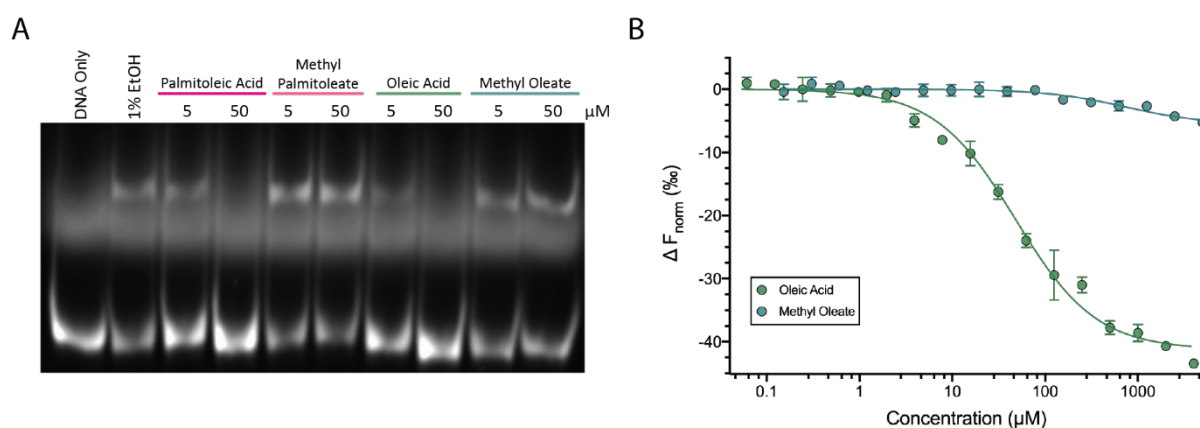 A
DNA Only
1% EtOH
Palmitoleic Acid
Methyl
Palmitoleate
Oleic Acid
Methyl Oleate
5 50 5 50 5 50 5 50 µM
B
0
-10
-20
-30
-40
Δ Fnorm (‰)
Oleic Acid
Methyl Oleate
0.1 1 10 100 1000
Concentration (µM)